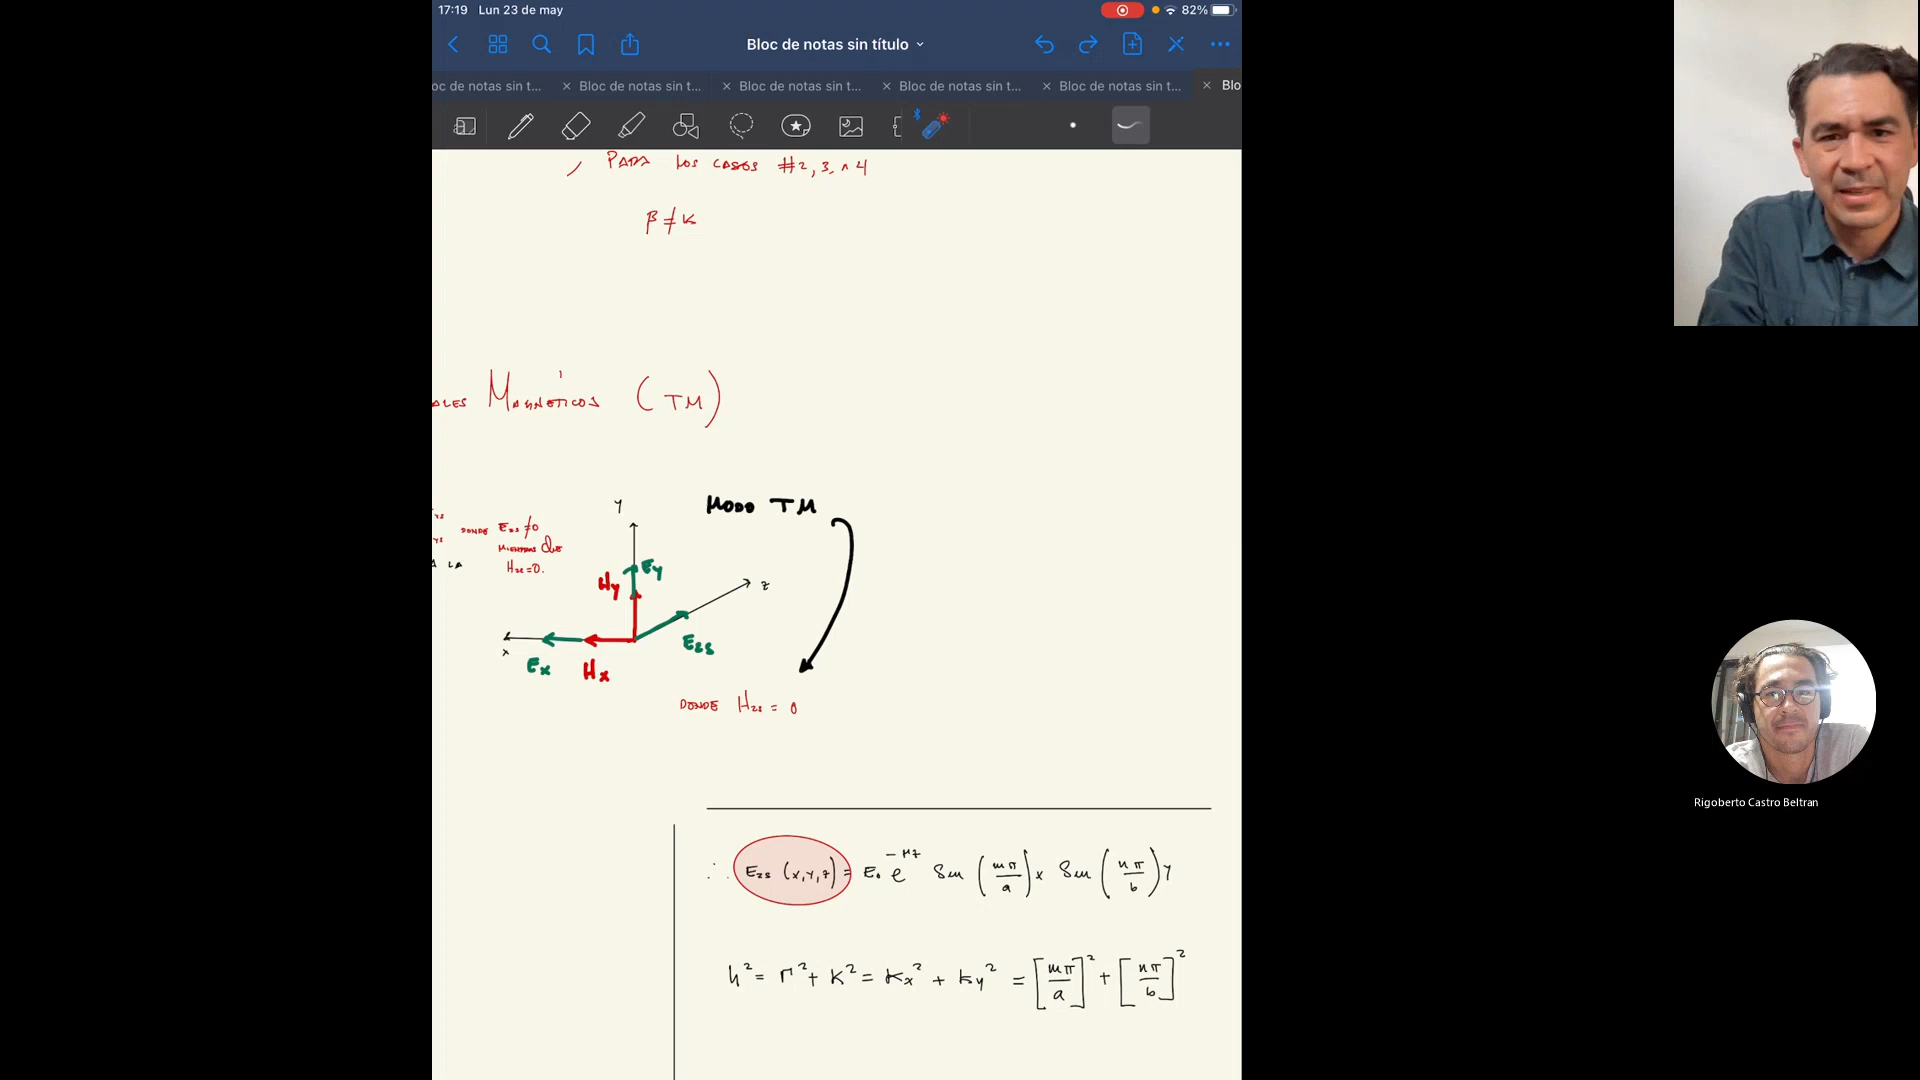 17:19 Lun 23 de may
82%
Bloc de notas sin título
oc de notas sin t... × Bloc de notas sin t... × Bloc de notas sin t... × Bloc de notas sin t... × Bloc de notas sin t... × Blo
PARA LOS CASOS #2, 3, ∧ 4
β ≠ K
ALES MAGNÉTICOS (TM)
MODO TM
Y
YS DONDE Ezs ≠ 0
YS MIENTRAS QUE
A LA Hzs = 0.
Ey
Hy
z
Ezs
x
Ex Hx
DONDE Hzs = 0
∴ Ezs (x,y,z) = E₀ e^(-Γz) Sen (mπ/a) x Sen (nπ/b) y
h² = Γ² + K² = Kx² + Ky² = [mπ/a]² + [nπ/b]²
Rigoberto Castro Beltran